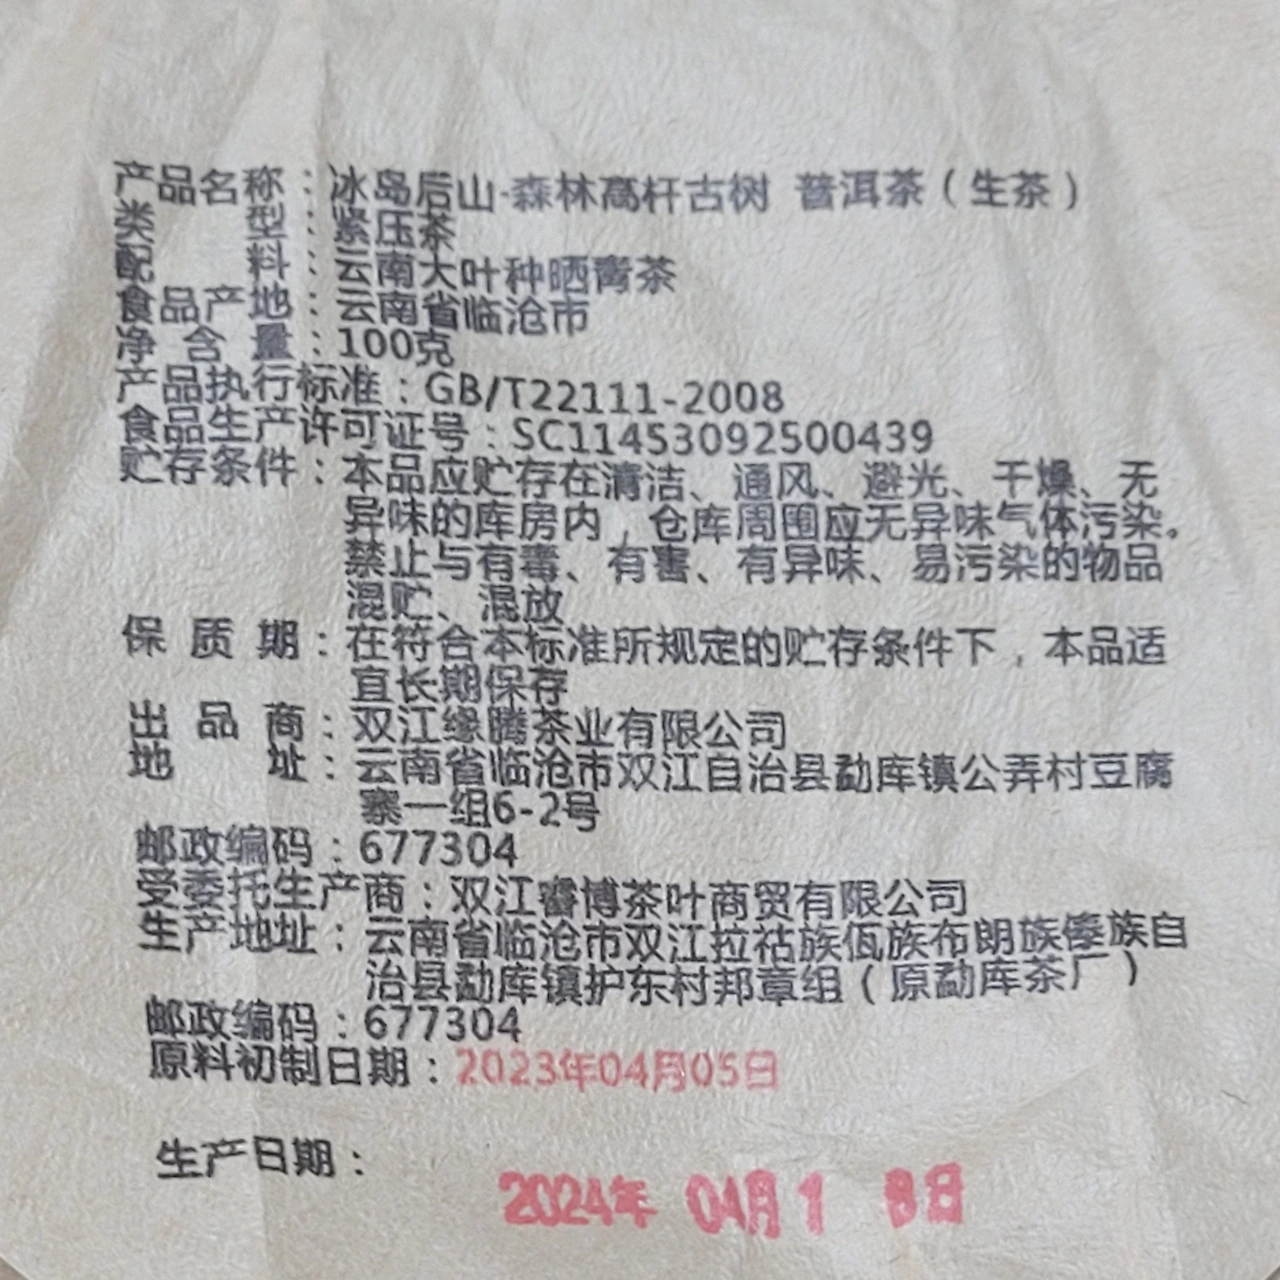 产品名称：冰岛后山·森林高杆古树 普洱茶（生茶）
类型：紧压茶
配料：云南大叶种晒青茶
食品产地：云南省临沧市
净含量：100克
产品执行标准：GB/T22111-2008
食品生产许可证号：SC11453092500439
贮存条件：本品应贮存在清洁、通风、避光、干燥、无
异味的库房内，仓库周围应无异味气体污染。
禁止与有毒、有害、有异味、易污染的物品
混贮、混放
保质期：在符合本标准所规定的贮存条件下，本品适
宜长期保存
出品商：双江缘腾茶业有限公司
地址：云南省临沧市双江自治县勐库镇公弄村豆腐
寨一组6-2号
邮政编码：677304
受委托生产商：双江睿博茶叶商贸有限公司
生产地址：云南省临沧市双江拉祜族佤族布朗族傣族自
治县勐库镇护东村邦章组（原勐库茶厂）
邮政编码：677304
原料初制日期：2023年04月05日
生产日期：
2024年 04月1 8日